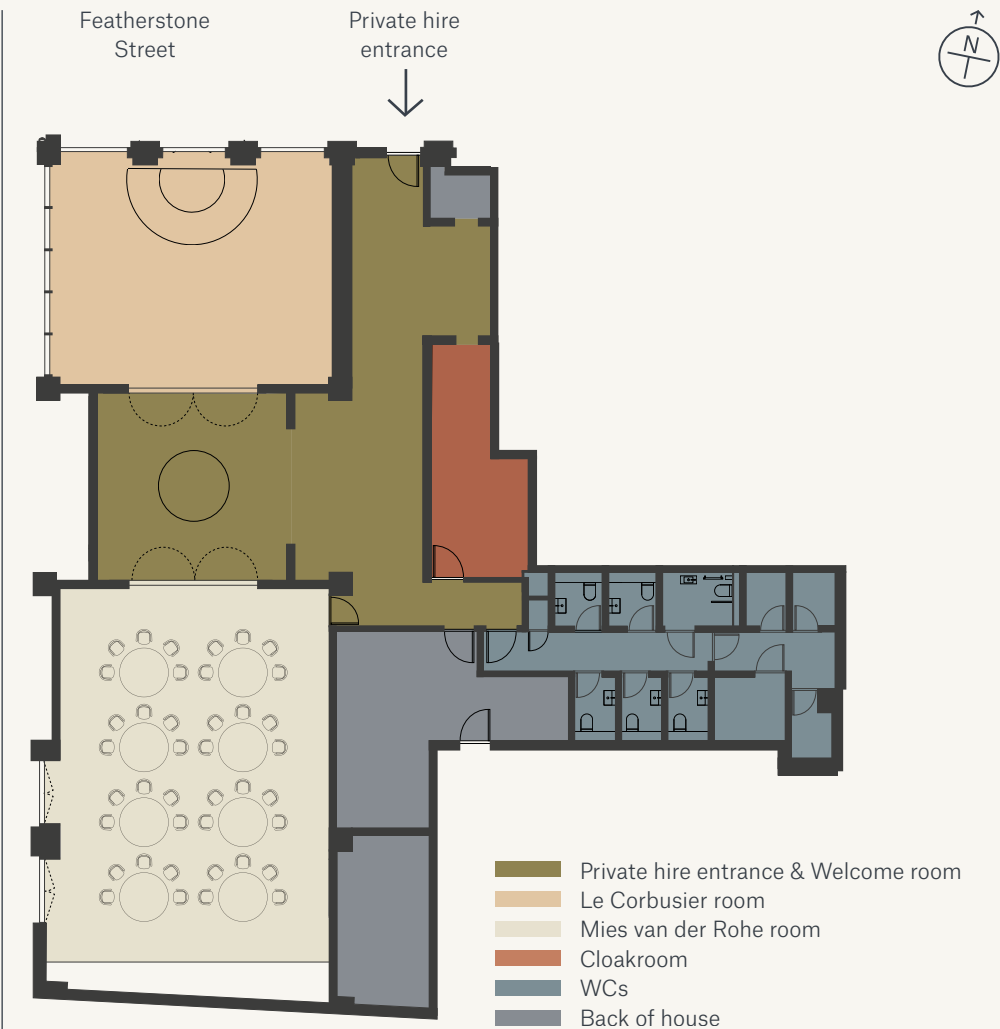 Featherstone
Street
Private hire
entrance
N
Private hire entrance & Welcome room
Le Corbusier room
Mies van der Rohe room
Cloakroom
WCs
Back of house